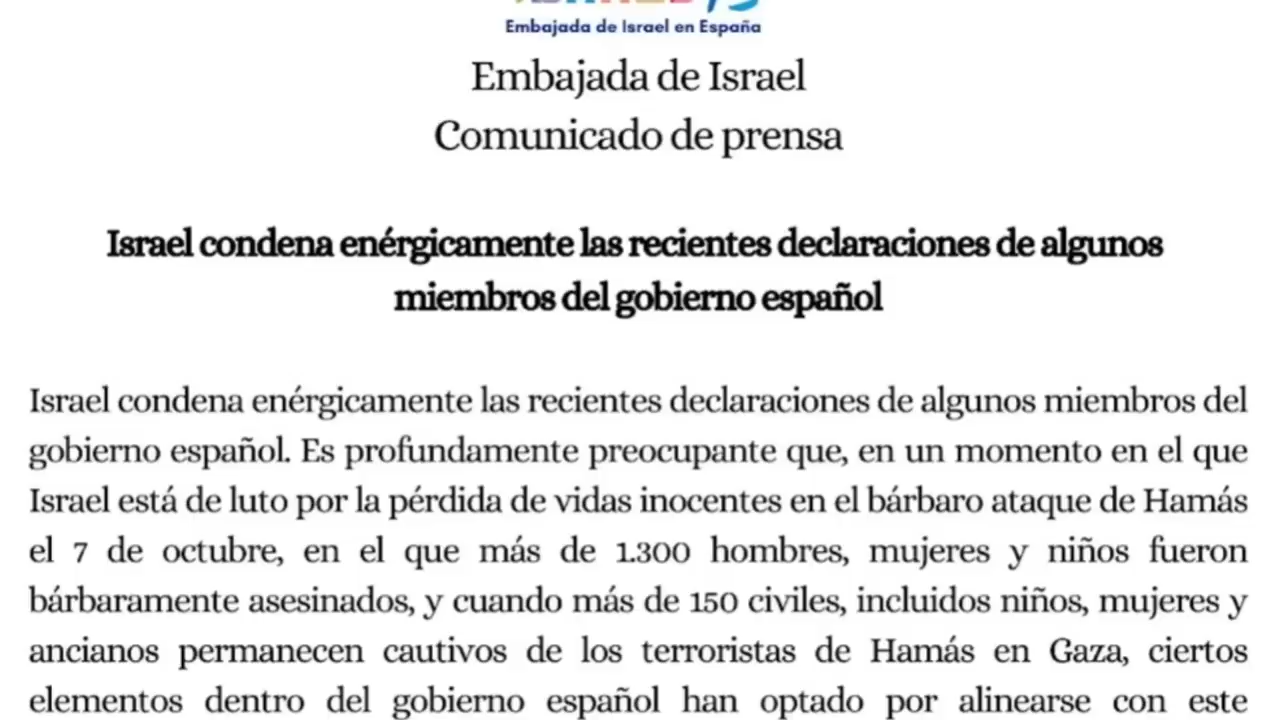 Embajada de Israel en España
Embajada de Israel
Comunicado de prensa
Israel condena enérgicamente las recientes declaraciones de algunos
miembros del gobierno español
Israel condena enérgicamente las recientes declaraciones de algunos miembros del
gobierno español. Es profundamente preocupante que, en un momento en el que
Israel está de luto por la pérdida de vidas inocentes en el bárbaro ataque de Hamás
el 7 de octubre, en el que más de 1.300 hombres, mujeres y niños fueron
bárbaramente asesinados, y cuando más de 150 civiles, incluidos niños, mujeres y
ancianos permanecen cautivos de los terroristas de Hamás en Gaza, ciertos
elementos dentro del gobierno español han optado por alinearse con este